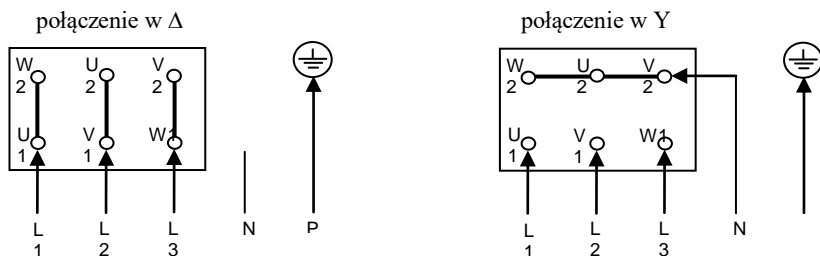 połączenie w Δ
W U V
2 2 2
U V W1
1 1
L L L N P
1 2 3
połączenie w Y
W U V
2 2 2
U V W1
1 1
L L L N
1 2 3